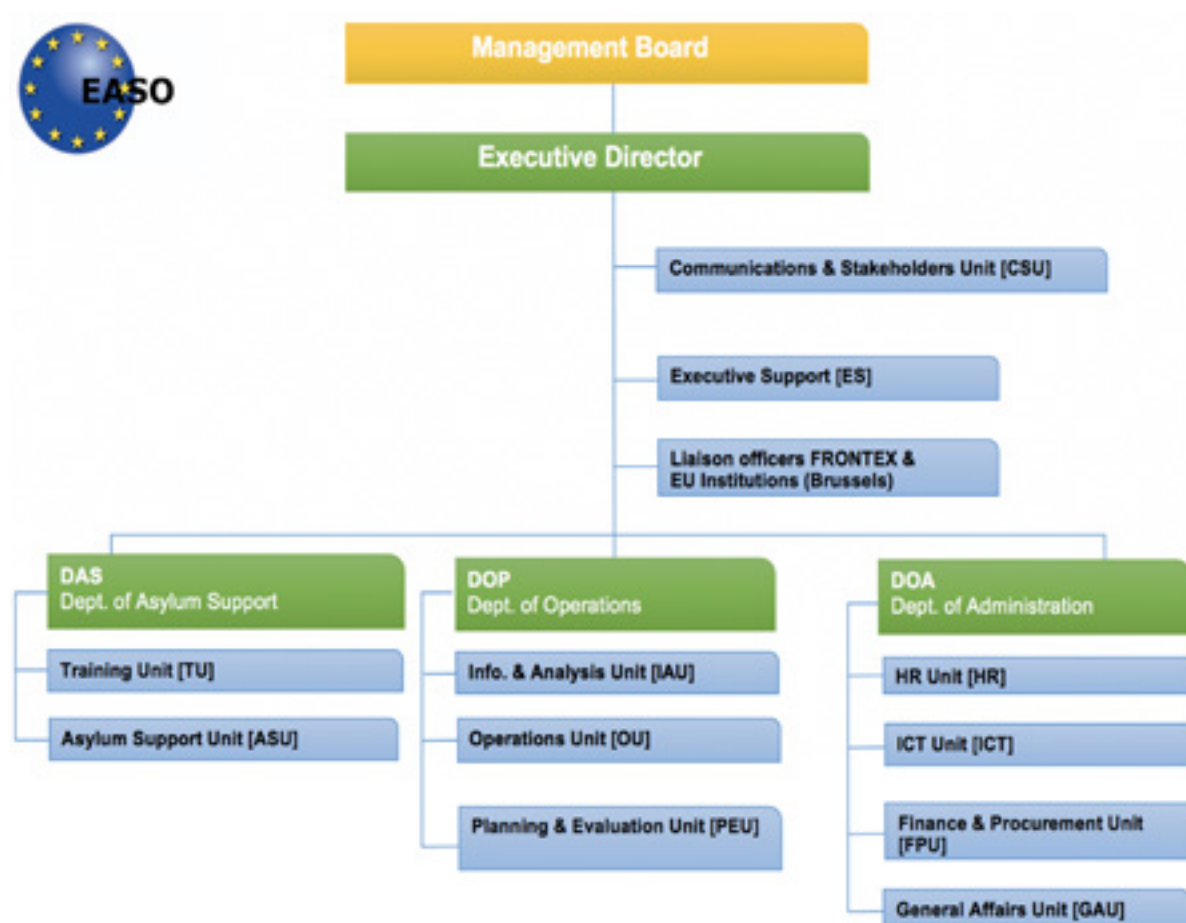 EASO
Management Board
Executive Director
Communications & Stakeholders Unit [CSU]
Executive Support [ES]
Liaison officers FRONTEX &
EU Institutions (Brussels)
DAS
Dept. of Asylum Support
Training Unit [TU]
Asylum Support Unit [ASU]
DOP
Dept. of Operations
Info. & Analysis Unit [IAU]
Operations Unit [OU]
Planning & Evaluation Unit [PEU]
DOA
Dept. of Administration
HR Unit [HR]
ICT Unit [ICT]
Finance & Procurement Unit
[FPU]
General Affairs Unit [GAU]